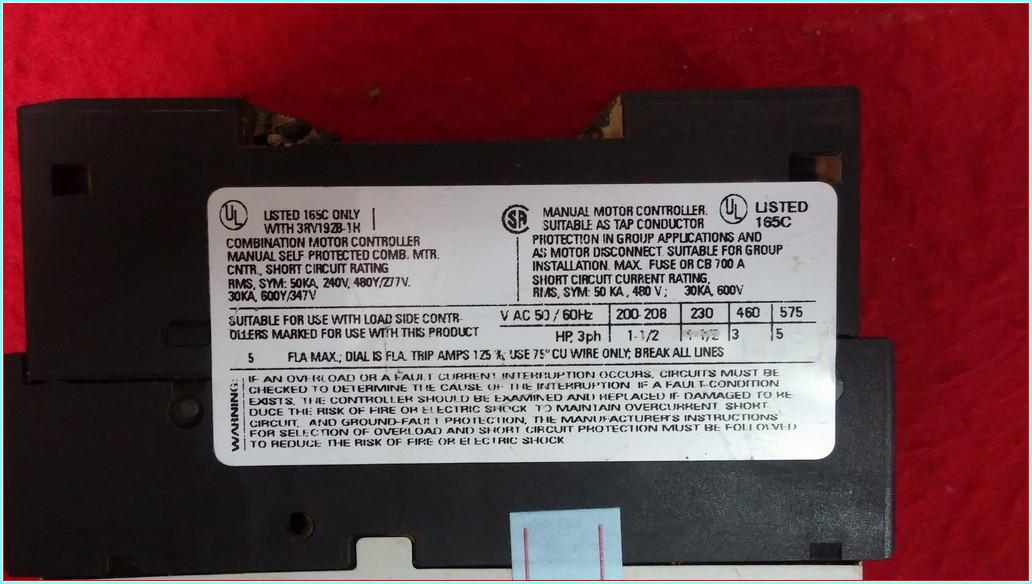 UL LISTED 165C ONLY
WITH 3RV1928-1H
COMBINATION MOTOR CONTROLLER
MANUAL SELF PROTECTED COMB. MTR.
CNTR., SHORT CIRCUIT RATING
RMS, SYM: 50KA, 240V, 480Y/277V.
30KA, 600Y/347V
SA MANUAL MOTOR CONTROLLER. UL LISTED
SUITABLE AS TAP CONDUCTOR 165C
PROTECTION IN GROUP APPLICATIONS AND
AS MOTOR DISCONNECT. SUITABLE FOR GROUP
INSTALLATION. MAX. FUSE OR CB 700 A
SHORT CIRCUIT CURRENT RATING,
RMS, SYM: 50 KA, 480 V; 30KA, 600V
SUITABLE FOR USE WITH LOAD SIDE CONTR-
OLLERS MARKED FOR USE WITH THIS PRODUCT
V AC 50/60Hz 200-208 230 460 575
HP, 3ph 1-1/2 1-1/2 3 5
5 FLA MAX.; DIAL IS FLA. TRIP AMPS 125 %, USE 75° CU WIRE ONLY; BREAK ALL LINES
WARNING:
IF AN OVERLOAD OR A FAULT CURRENT INTERRUPTION OCCURS, CIRCUITS MUST BE
CHECKED TO DETERMINE THE CAUSE OF THE INTERRUPTION. IF A FAULT-CONDITION
EXISTS, THE CONTROLLER SHOULD BE EXAMINED AND REPLACED IF DAMAGED TO RE-
DUCE THE RISK OF FIRE OR ELECTRIC SHOCK. TO MAINTAIN OVERCURRENT, SHORT-
CIRCUIT, AND GROUND-FAULT PROTECTION, THE MANUFACTURER'S INSTRUCTIONS
FOR SELECTION OF OVERLOAD AND SHORT CIRCUIT PROTECTION MUST BE FOLLOWED
TO REDUCE THE RISK OF FIRE OR ELECTRIC SHOCK